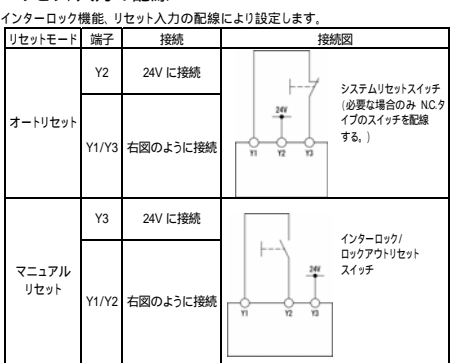 インターロック機能、リセット入力の配線により設定します。
リセットモード 端子 接続 接続図
オートリセット
Y2 24V に接続
Y1/Y3 右図のように接続
24V
Y1 Y2 Y3
システムリセットスイッチ
(必要な場合のみ N.C.タ
イプのスイッチを配線
する。)
マニュアル
リセット
Y3 24V に接続
Y1/Y2 右図のように接続
24V
Y1 Y2 Y3
インターロック/
ロックアウトリセット
スイッチ